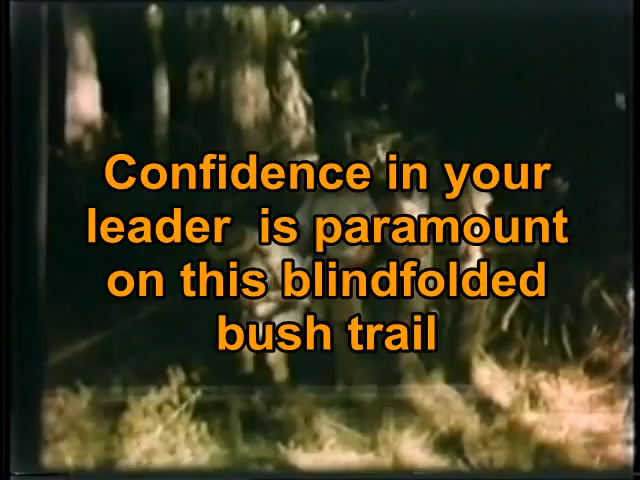 Confidence in your
leader  is paramount
on this blindfolded
bush trail